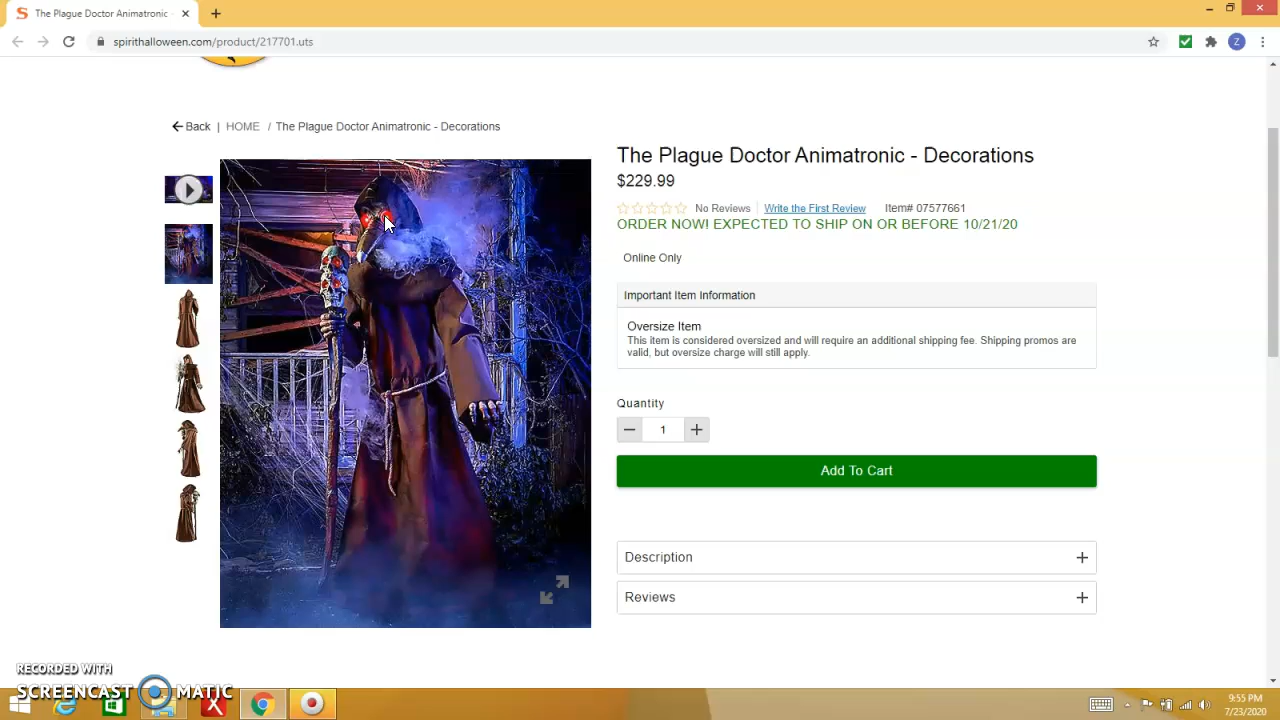 The Plague Doctor Animatronic -
spirithalloween.com/product/217701.uts
Z
Back | HOME / The Plague Doctor Animatronic - Decorations
The Plague Doctor Animatronic - Decorations
$229.99
No Reviews Write the First Review Item# 07577661
ORDER NOW! EXPECTED TO SHIP ON OR BEFORE 10/21/20
Online Only
Important Item Information
Oversize Item
This item is considered oversized and will require an additional shipping fee. Shipping promos are
valid, but oversize charge will still apply.
Quantity
1
Add To Cart
Description
Reviews
RECORDED WITH
SCREENCAST MATIC
9:55 PM
7/23/2020